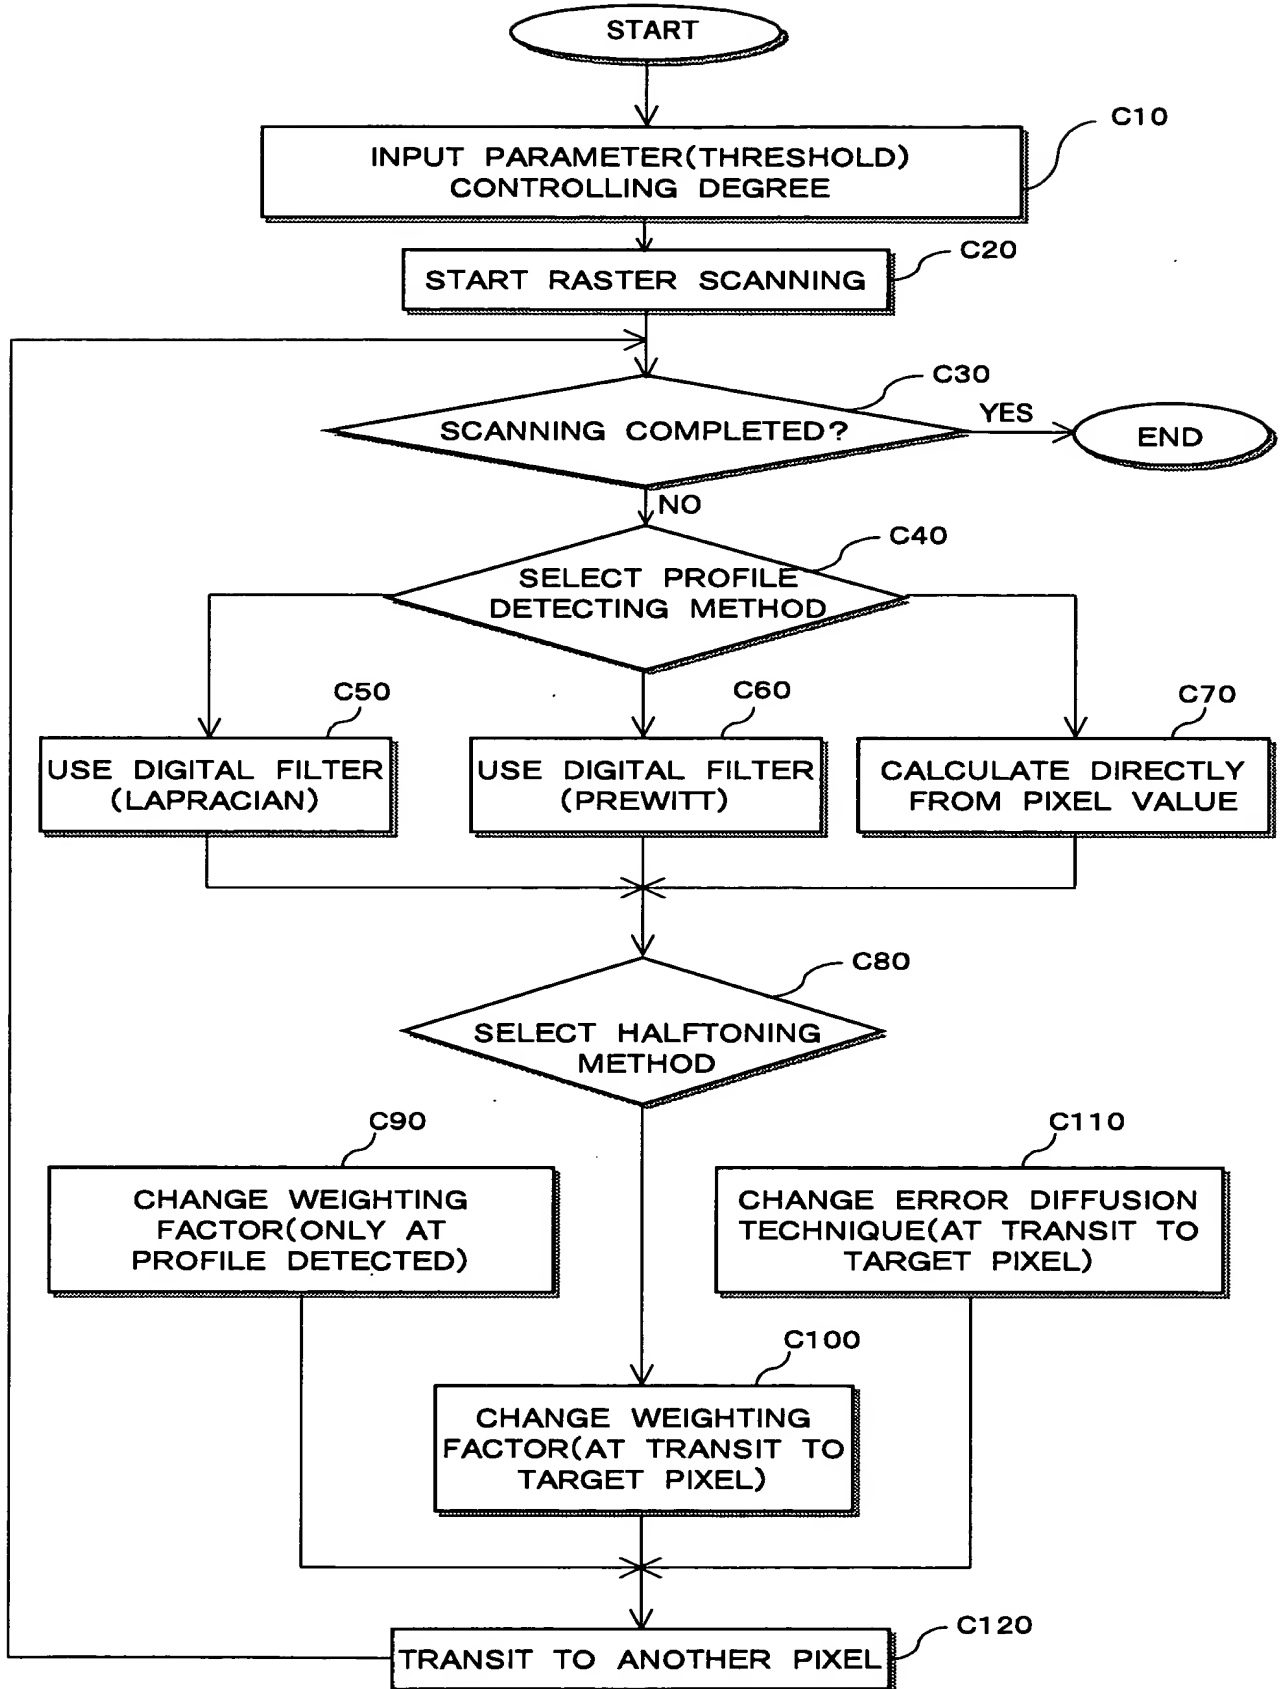 START
C10
INPUT PARAMETER(THRESHOLD)
CONTROLLING DEGREE
C20
START RASTER SCANNING
C30
SCANNING COMPLETED?
YES
END
NO
C40
SELECT PROFILE
DETECTING METHOD
C50
USE DIGITAL FILTER
(LAPRACIAN)
C60
USE DIGITAL FILTER
(PREWITT)
C70
CALCULATE DIRECTLY
FROM PIXEL VALUE
C80
SELECT HALFTONING
METHOD
C90
CHANGE WEIGHTING
FACTOR(ONLY AT
PROFILE DETECTED)
C110
CHANGE ERROR DIFFUSION
TECHNIQUE(AT TRANSIT TO
TARGET PIXEL)
C100
CHANGE WEIGHTING
FACTOR(AT TRANSIT TO
TARGET PIXEL)
C120
TRANSIT TO ANOTHER PIXEL